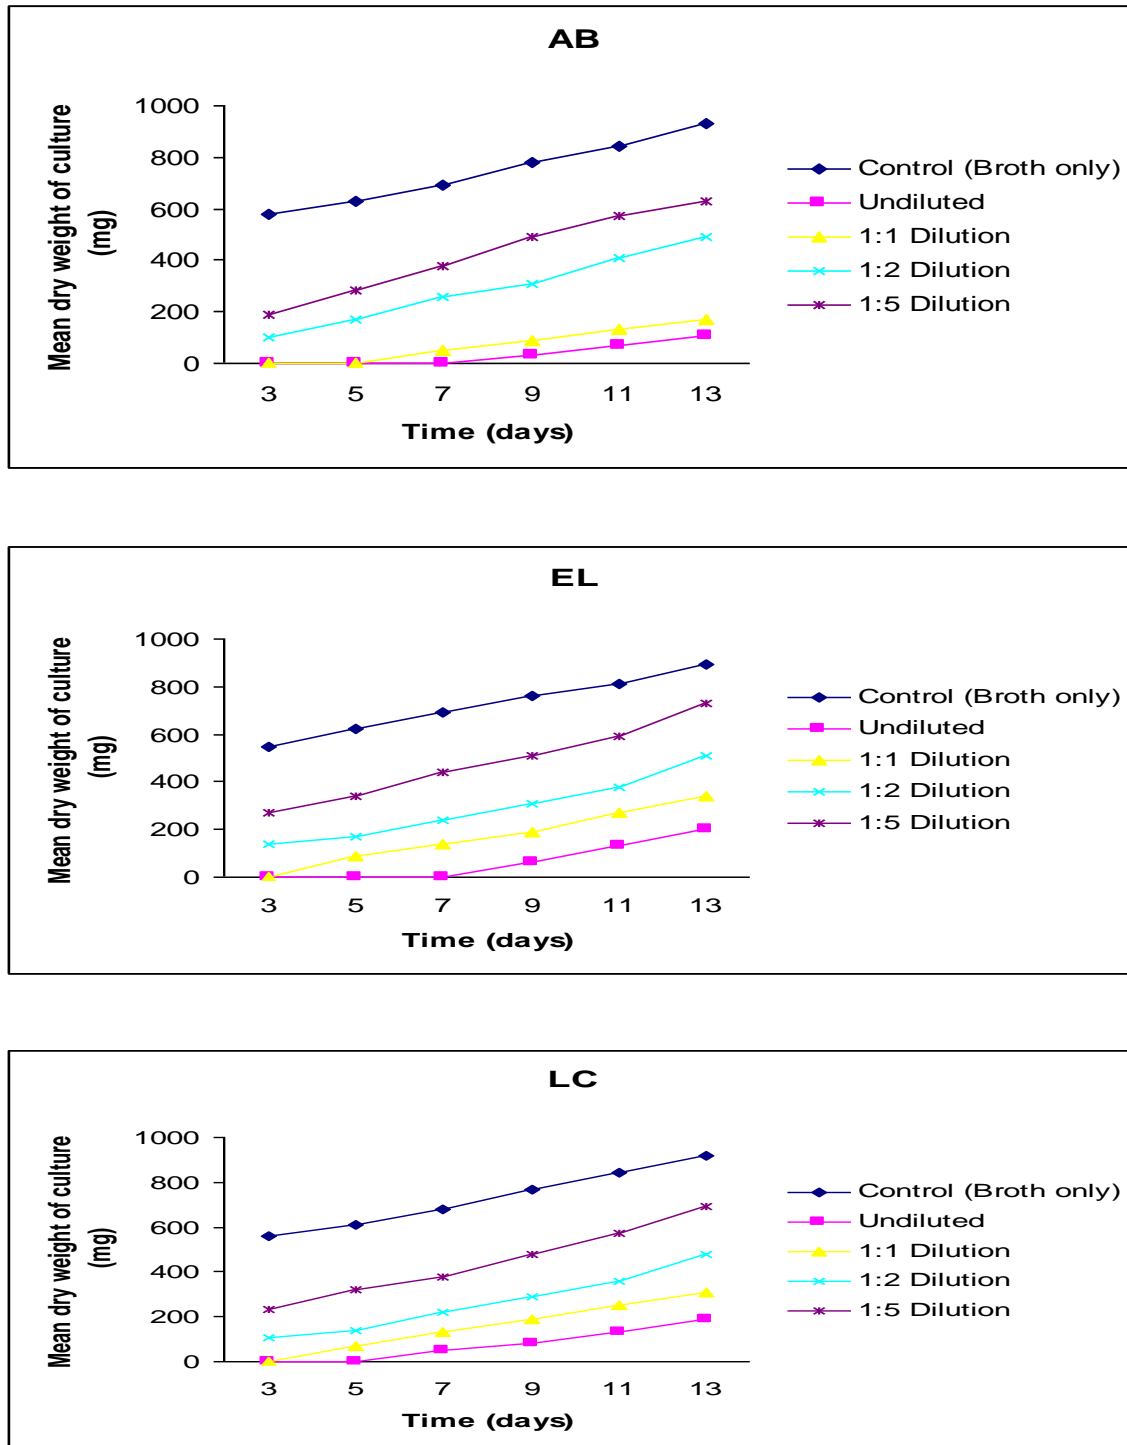 AB
Mean dry weight of culture
(mg)
1000
800
600
400
200
0
3 5 7 9 11 13
Time (days)
Control (Broth only)
Undiluted
1:1 Dilution
1:2 Dilution
1:5 Dilution
EL
Mean dry weight of culture
(mg)
1000
800
600
400
200
0
3 5 7 9 11 13
Time (days)
Control (Broth only)
Undiluted
1:1 Dilution
1:2 Dilution
1:5 Dilution
LC
Mean dry weight of culture
(mg)
1000
800
600
400
200
0
3 5 7 9 11 13
Time (days)
Control (Broth only)
Undiluted
1:1 Dilution
1:2 Dilution
1:5 Dilution